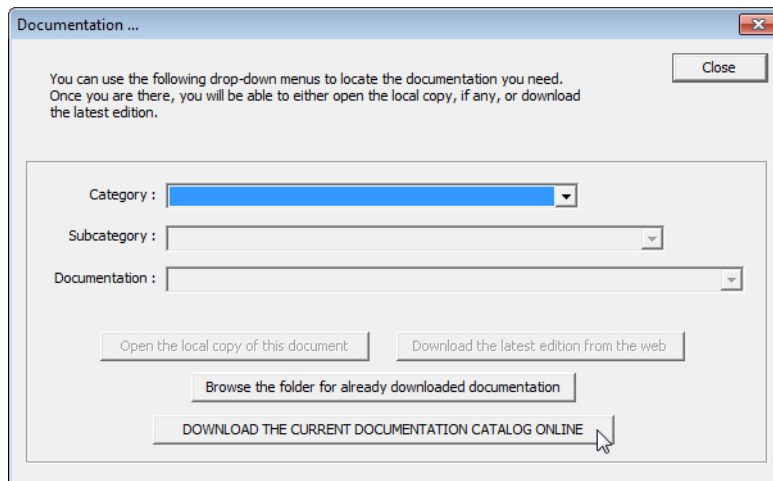 Documentation ...
Close
You can use the following drop-down menus to locate the documentation you need.
Once you are there, you will be able to either open the local copy, if any, or download
the latest edition.
Category :
Subcategory :
Documentation :
Open the local copy of this document
Download the latest edition from the web
Browse the folder for already downloaded documentation
DOWNLOAD THE CURRENT DOCUMENTATION CATALOG ONLINE